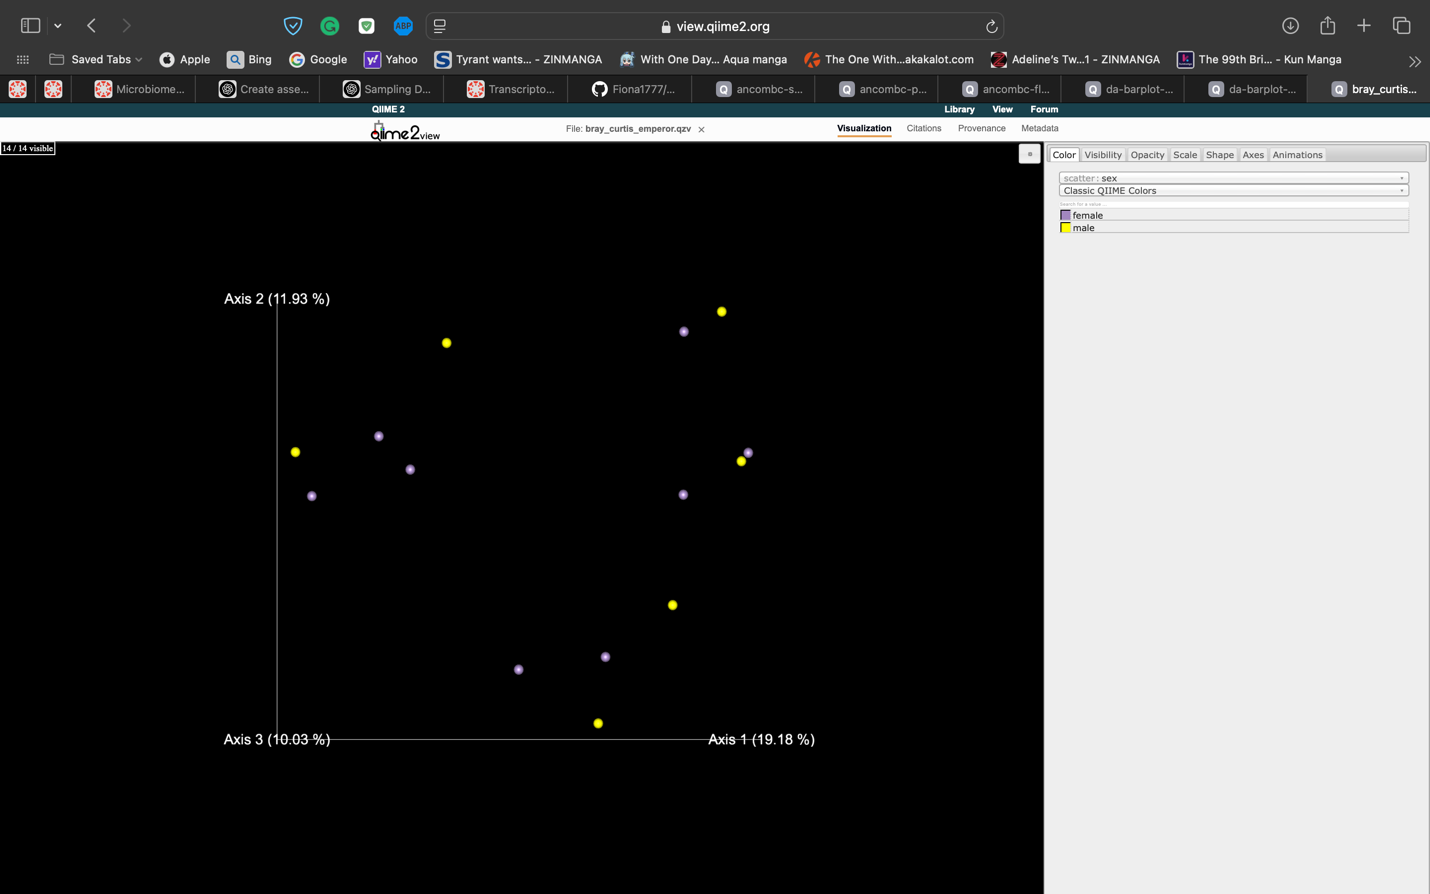 ABP
view.qiime2.org
Saved Tabs
Apple
Bing
Google
Yahoo
Tyrant wants... - ZINMANGA
With One Day... Aqua manga
The One With...akakalot.com
Adeline's Tw...1 - ZINMANGA
The 99th Bri... - Kun Manga
Microbiome...
Create asse...
Sampling D...
Transcripto...
Fiona1777/...
Q ancombc-s...
Q ancombc-p...
Q ancombc-fl...
Q da-barplot-...
Q da-barplot-...
Q bray_curtis...
QIIME 2
Library
View
Forum
qiime2view
File: bray_curtis_emperor.qzv ×
Visualization
Citations
Provenance
Metadata
14 / 14 visible
Color
Visibility
Opacity
Scale
Shape
Axes
Animations
scatter: sex
Classic QIIME Colors
Search for a value...
female
male
Axis 2 (11.93 %)
Axis 3 (10.03 %)
Axis 1 (19.18 %)